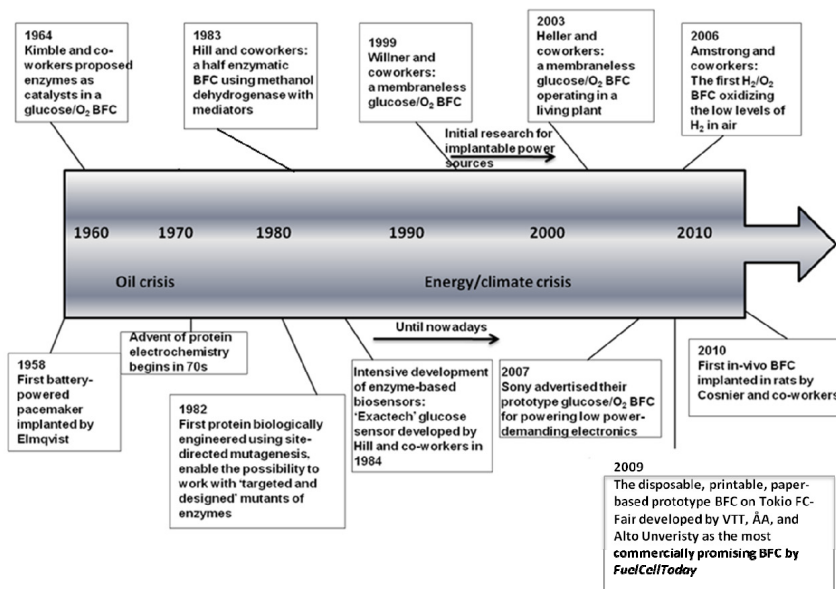 1964
Kimble and co-
workers proposed
enzymes as
catalysts in a
glucose/O₂ BFC
1983
Hill and coworkers:
a half enzymatic
BFC using methanol
dehydrogenase with
mediators
1999
Willner and
coworkers:
a membraneless
glucose/O₂ BFC
2003
Heller and
coworkers:
a membraneless
glucose/O₂ BFC
operating in a
living plant
2006
Amstrong and
coworkers:
The first H₂/O₂
BFC oxidizing
the low levels of
H₂ in air
Initial research for
implantable power
sources
1960
1970
1980
1990
2000
2010
Oil crisis
Energy/climate crisis
Until nowadays
1958
First battery-
powered
pacemaker
implanted by
Elmqvist
Advent of protein
electrochemistry
begins in 70s
1982
First protein biologically
engineered using site-
directed mutagenesis,
enable the possibility to
work with ‘targeted and
designed’ mutants of
enzymes
Intensive development
of enzyme-based
biosensors:
‘Exactech’ glucose
sensor developed by
Hill and co-workers in
1984
2007
Sony advertised their
prototype glucose/O₂ BFC
for powering low power-
demanding electronics
2010
First in-vivo BFC
implanted in rats by
Cosnier and co-workers
2009
The disposable, printable, paper-
based prototype BFC on Tokio FC-
Fair developed by VTT, ÅA, and
Alto Unveristy as the most
commercially promising BFC by
FuelCellToday